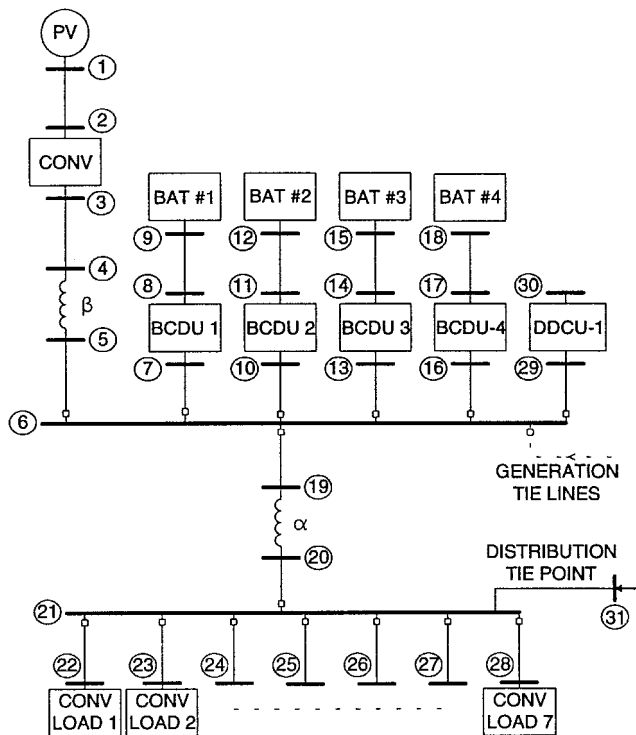 PV
1
2
CONV
3
4
β
5
BAT #1
BAT #2
BAT #3
BAT #4
9
12
15
18
8
11
14
17
30
BCDU 1
BCDU 2
BCDU 3
BCDU-4
DDCU-1
7
10
13
16
29
6
GENERATION
TIE LINES
19
α
20
DISTRIBUTION
TIE POINT
31
21
22
23
24
25
26
27
28
CONV
LOAD 1
CONV
LOAD 2
CONV
LOAD 7